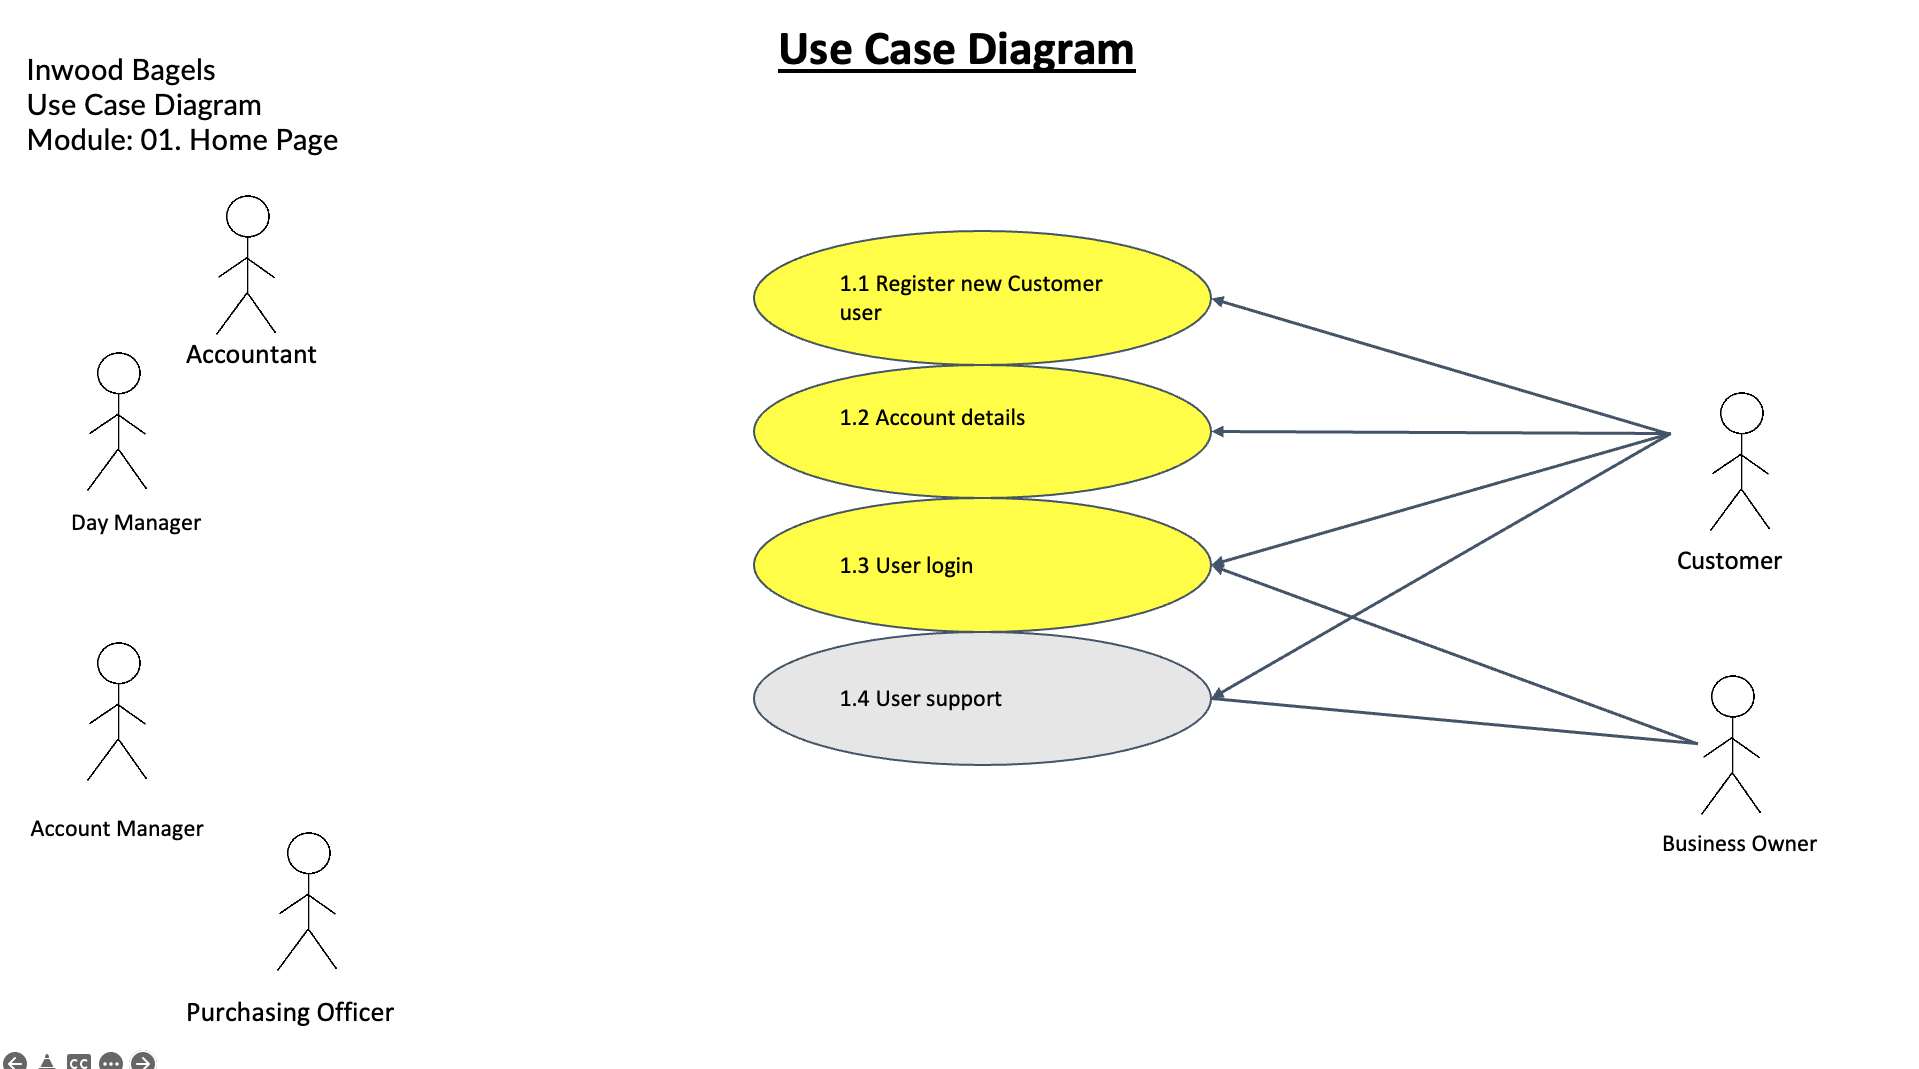 Use Case Diagram
Inwood Bagels
Use Case Diagram
Module: 01. Home Page
Accountant
Day Manager
Account Manager
Purchasing Officer
1.1 Register new Customer
user
1.2 Account details
1.3 User login
1.4 User support
Customer
Business Owner
CC